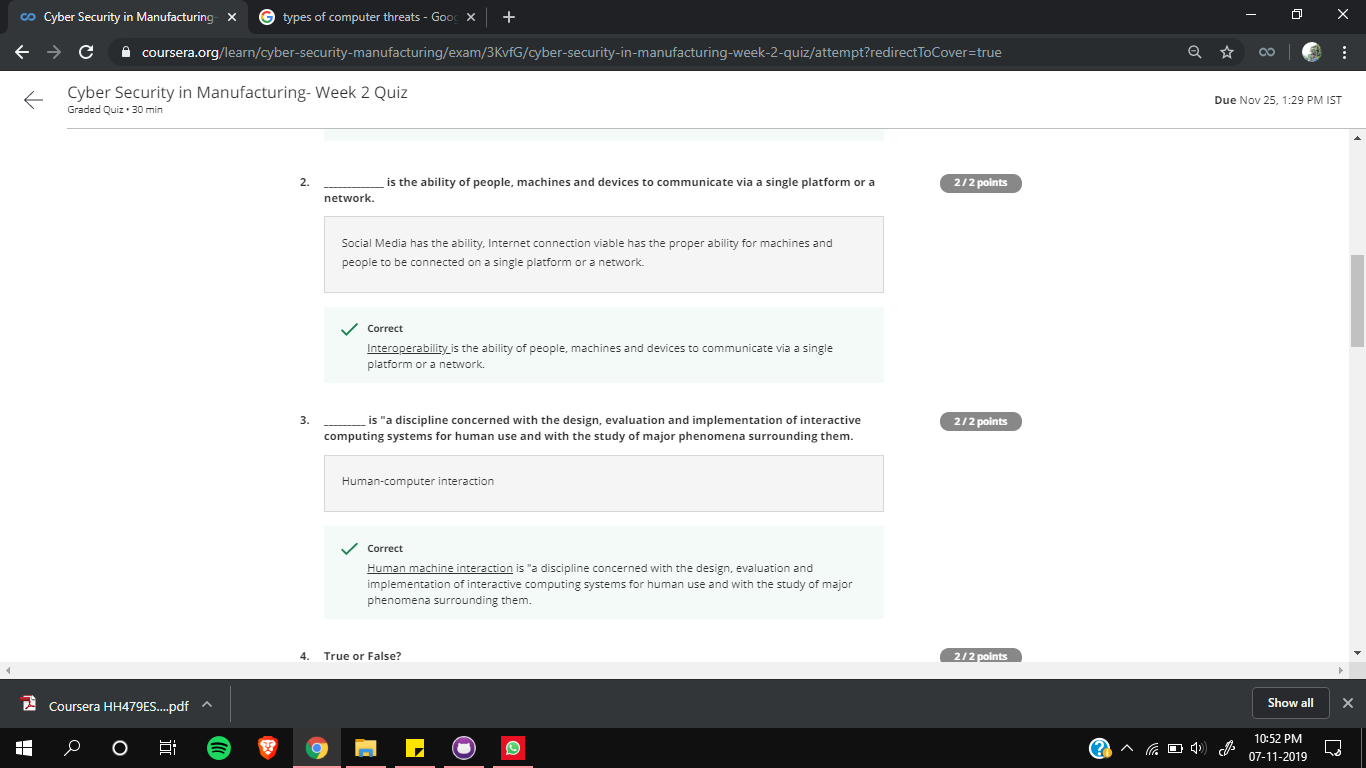 Cyber Security in Manufacturing-
types of computer threats - Goog
coursera.org/learn/cyber-security-manufacturing/exam/3KvfG/cyber-security-in-manufacturing-week-2-quiz/attempt?redirectToCover=true
Cyber Security in Manufacturing- Week 2 Quiz
Graded Quiz • 30 min
Due Nov 25, 1:29 PM IST
2. ____________ is the ability of people, machines and devices to communicate via a single platform or a
network.
2 / 2 points
Social Media has the ability, Internet connection viable has the proper ability for machines and
people to be connected on a single platform or a network.
Correct
Interoperability is the ability of people, machines and devices to communicate via a single
platform or a network.
3. ________ is "a discipline concerned with the design, evaluation and implementation of interactive
computing systems for human use and with the study of major phenomena surrounding them.
2 / 2 points
Human-computer interaction
Correct
Human machine interaction is "a discipline concerned with the design, evaluation and
implementation of interactive computing systems for human use and with the study of major
phenomena surrounding them.
4. True or False?
2 / 2 points
Coursera HH479ES....pdf
Show all
10:52 PM
07-11-2019